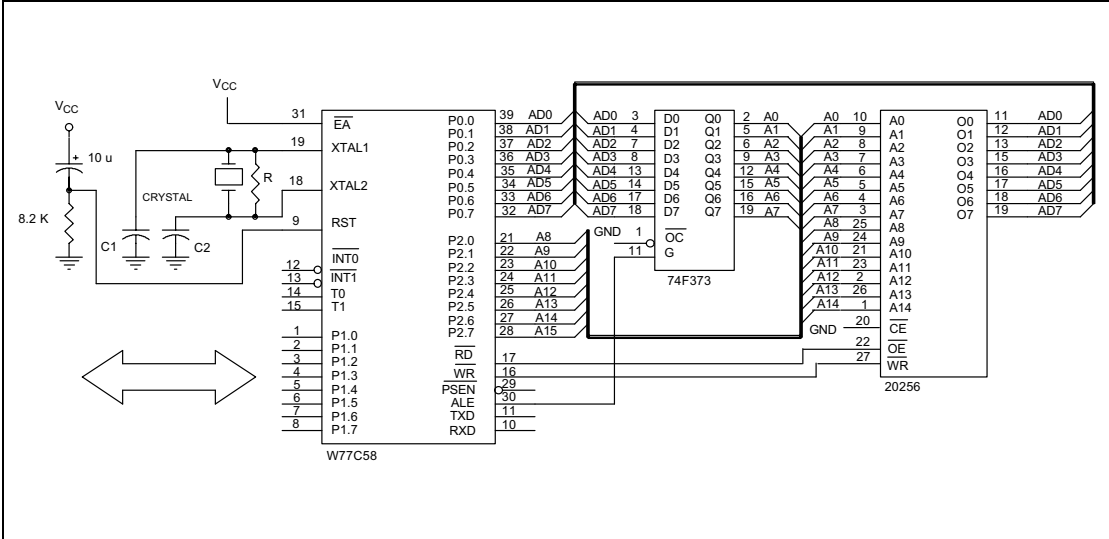 VCC
10 u
8.2 K
C1
C2
CRYSTAL
R
VCC
31
19
18
9
12
13
14
15
1
2
3
4
5
6
7
8
EA
XTAL1
XTAL2
RST
INT0
INT1
T0
T1
P1.0
P1.1
P1.2
P1.3
P1.4
P1.5
P1.6
P1.7
P0.0 39 AD0
P0.1 38 AD1
P0.2 37 AD2
P0.3 36 AD3
P0.4 35 AD4
P0.5 34 AD5
P0.6 33 AD6
P0.7 32 AD7
P2.0 21 A8
P2.1 22 A9
P2.2 23 A10
P2.3 24 A11
P2.4 25 A12
P2.5 26 A13
P2.6 27 A14
P2.7 28 A15
RD 17
WR 16
PSEN 29
ALE 30
TXD 11
RXD 10
W77C58
AD0 3 D0 Q0 2 A0
AD1 4 D1 Q1 5 A1
AD2 7 D2 Q2 6 A2
AD3 8 D3 Q3 9 A3
AD4 13 D4 Q4 12 A4
AD5 14 D5 Q5 15 A5
AD6 17 D6 Q6 16 A6
AD7 18 D7 Q7 19 A7
GND 1 OC
11 G
74F373
A0 10 A0 O0 11 AD0
A1 9 A1 O1 12 AD1
A2 8 A2 O2 13 AD2
A3 7 A3 O3 15 AD3
A4 6 A4 O4 16 AD4
A5 5 A5 O5 17 AD5
A6 4 A6 O6 18 AD6
A7 3 A7 O7 19 AD7
A8 25 A8
A9 24 A9
A10 21 A10
A11 23 A11
A12 2 A12
A13 26 A13
A14 1 A14
GND 20 CE
22 OE
27 WR
20256